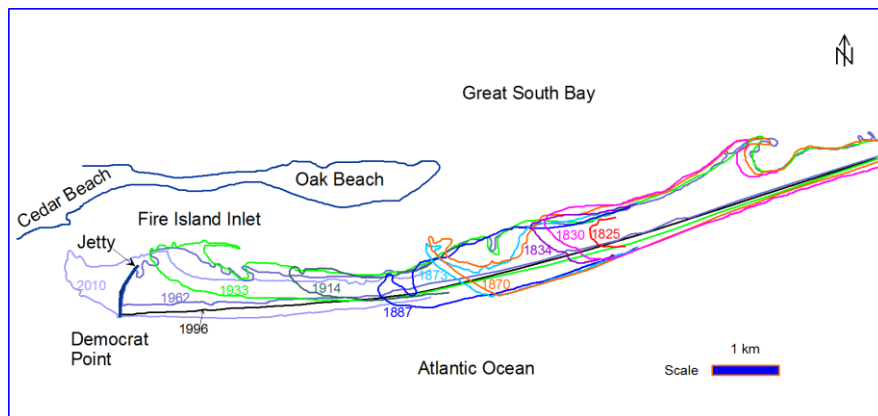 N
Great South Bay
Cedar Beach
Oak Beach
Fire Island Inlet
Jetty
1830
1825
1834
1873
1870
2010
1933
1914
1962
1887
1996
Democrat
Point
Atlantic Ocean
1 km
Scale